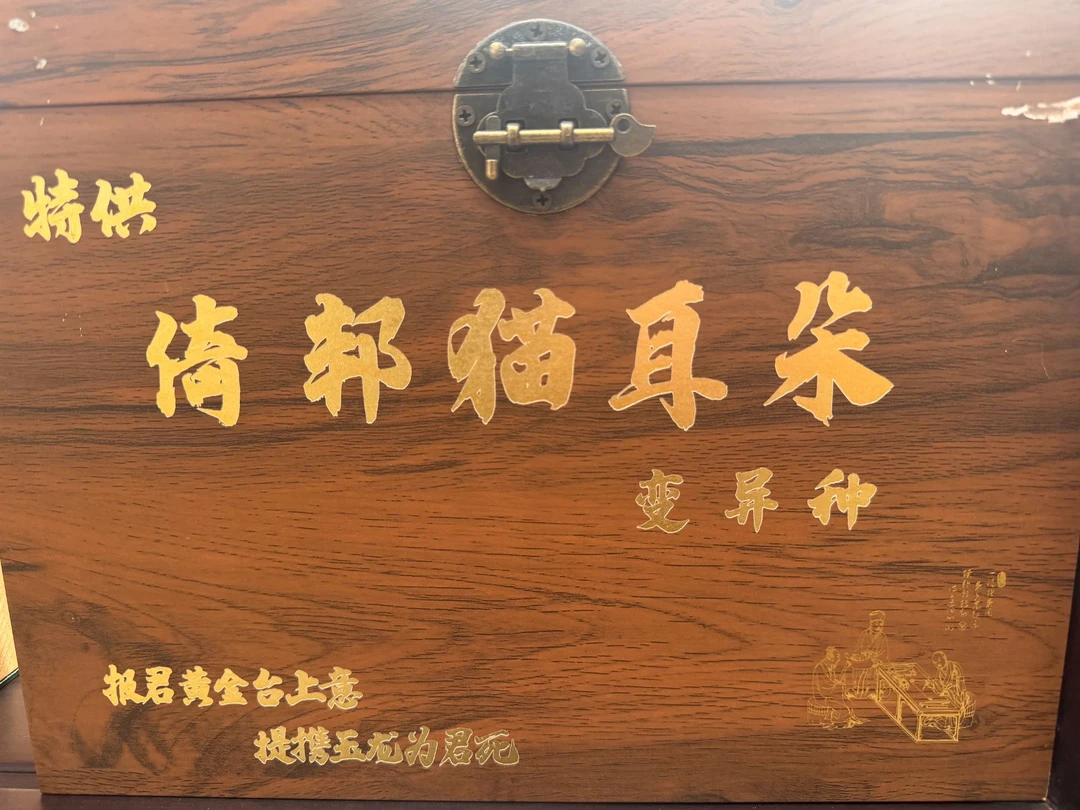 特供
倚邦猫耳朵
变异种
报君黄金台上意
提携玉龙为君死